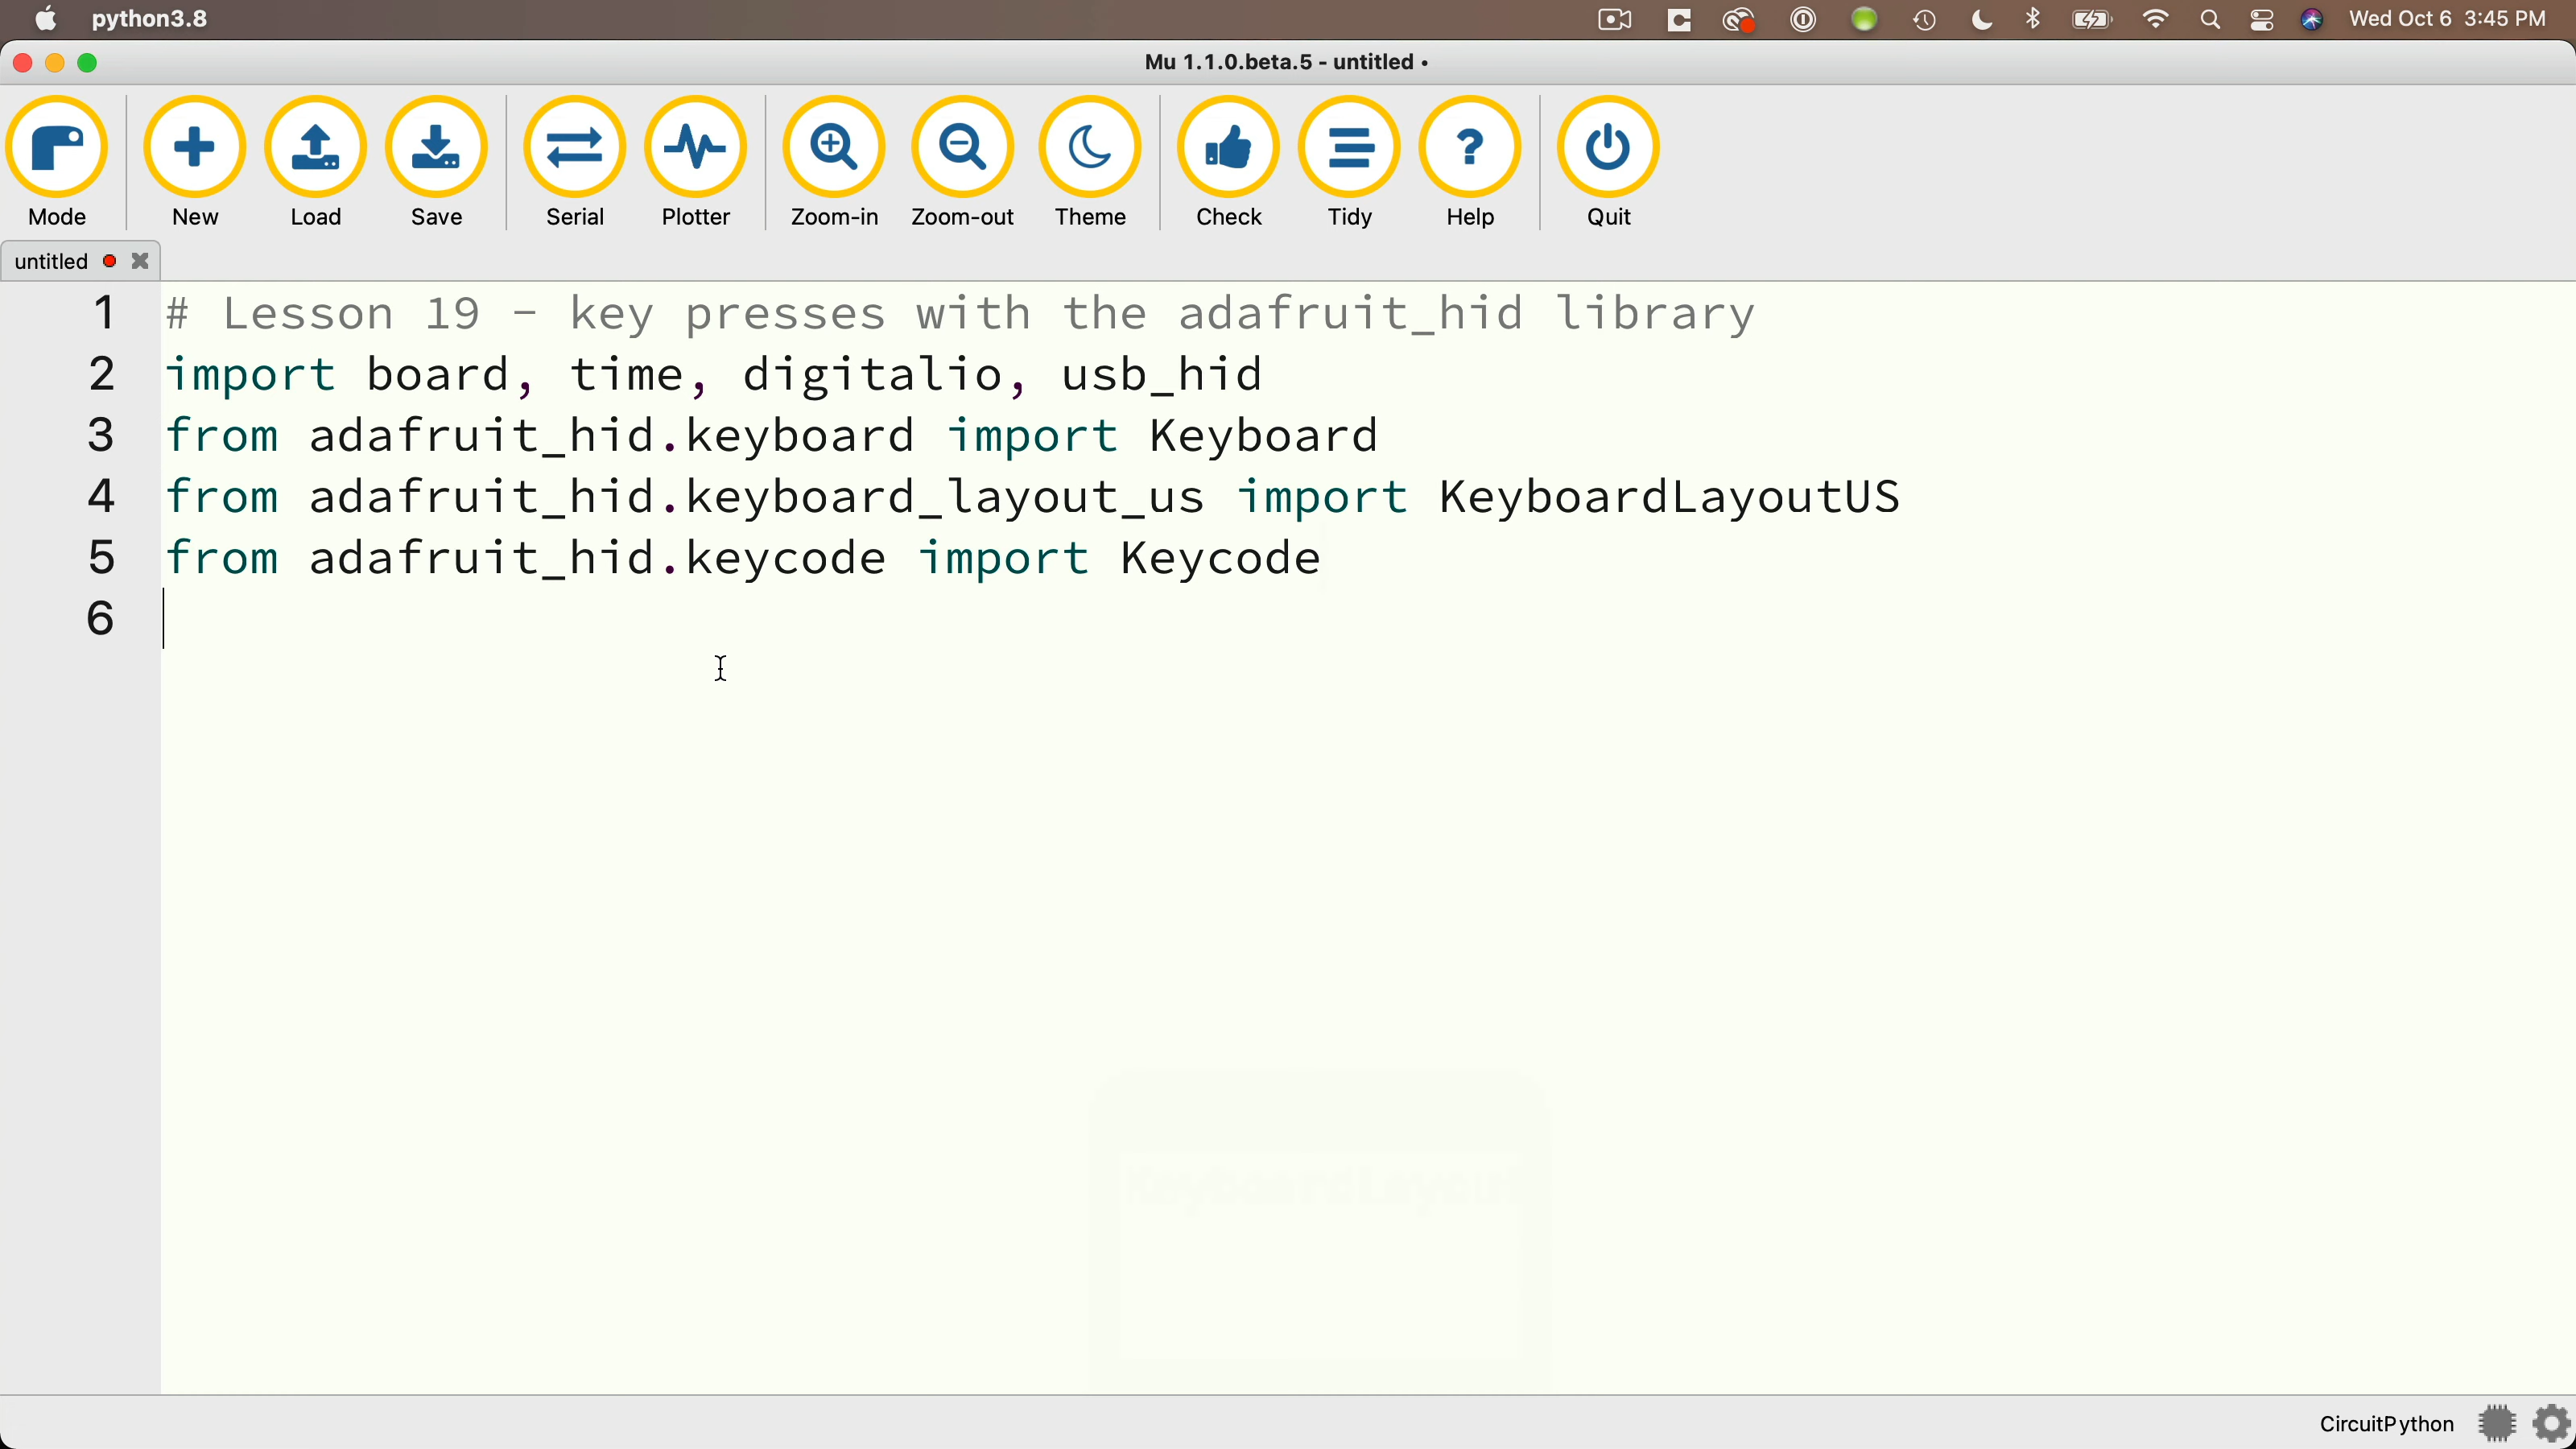 python3.8
Wed Oct 6 3:45 PM
Mu 1.1.0.beta.5 - untitled •
Mode New Load Save Serial Plotter Zoom-in Zoom-out Theme Check Tidy Help Quit
untitled
1 # Lesson 19 - key presses with the adafruit_hid library
2 import board, time, digitalio, usb_hid
3 from adafruit_hid.keyboard import Keyboard
4 from adafruit_hid.keyboard_layout_us import KeyboardLayoutUS
5 from adafruit_hid.keycode import Keycode
6
CircuitPython